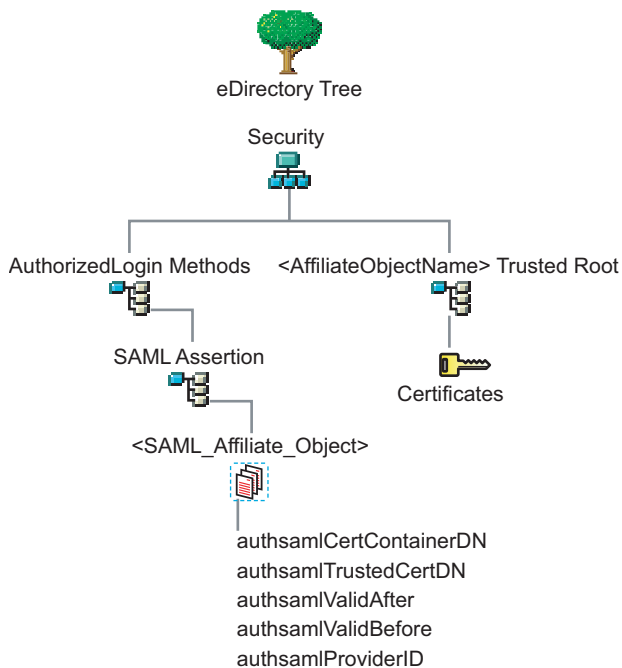 eDirectory Tree
Security
AuthorizedLogin Methods
<AffiliateObjectName> Trusted Root
SAML Assertion
Certificates
<SAML_Affiliate_Object>
authsamlCertContainerDN
authsamlTrustedCertDN
authsamlValidAfter
authsamlValidBefore
authsamlProviderID